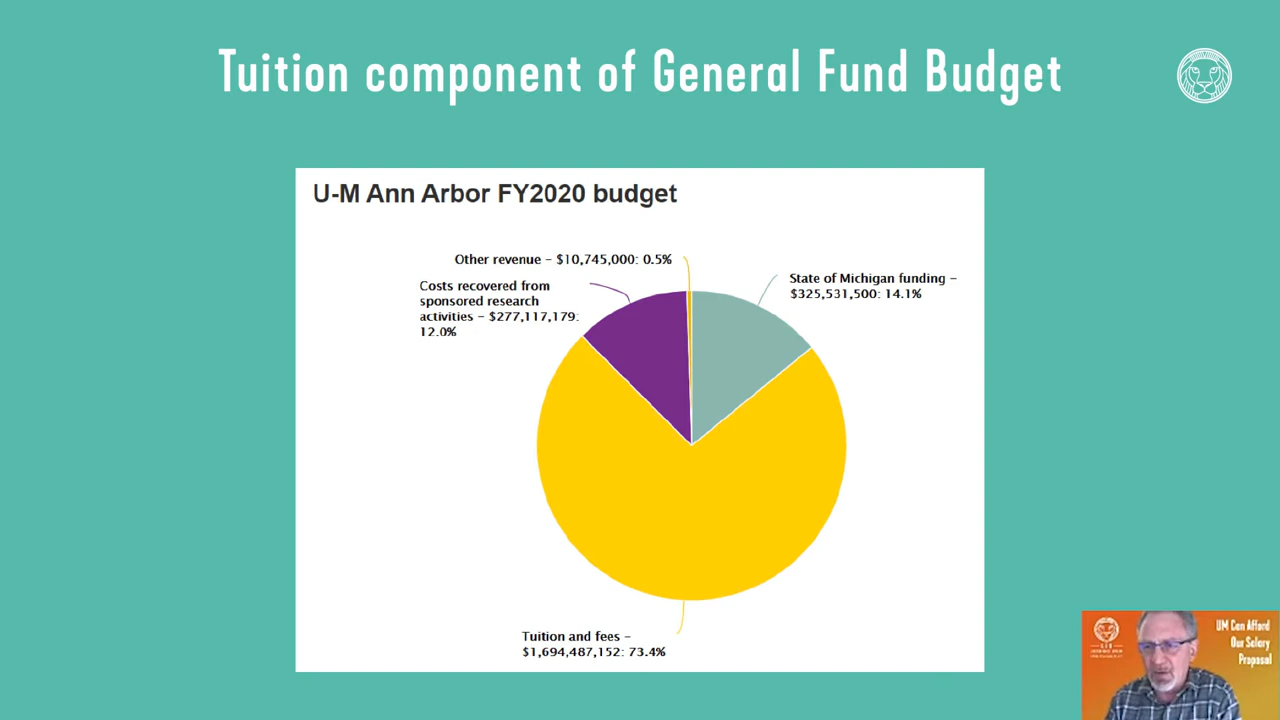 Tuition component of General Fund Budget
U-M Ann Arbor FY2020 budget
Other revenue – $10,745,000: 0.5%
Costs recovered from
sponsored research
activities – $277,117,179:
12.0%
State of Michigan funding –
$325,531,500: 14.1%
Tuition and fees –
$1,694,487,152: 73.4%
UM Can Afford
Our Salary
Proposal